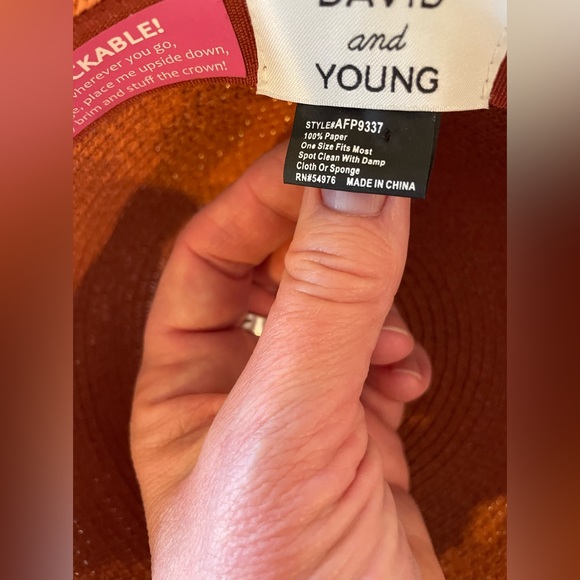 CKABLE!
wherever you go,
, place me upside down,
brim and stuff the crown!
DAVID
and
YOUNG
STYLE#AFP9337
100% Paper
One Size Fits Most
Spot Clean With Damp
Cloth Or Sponge
RN#54976 MADE IN CHINA